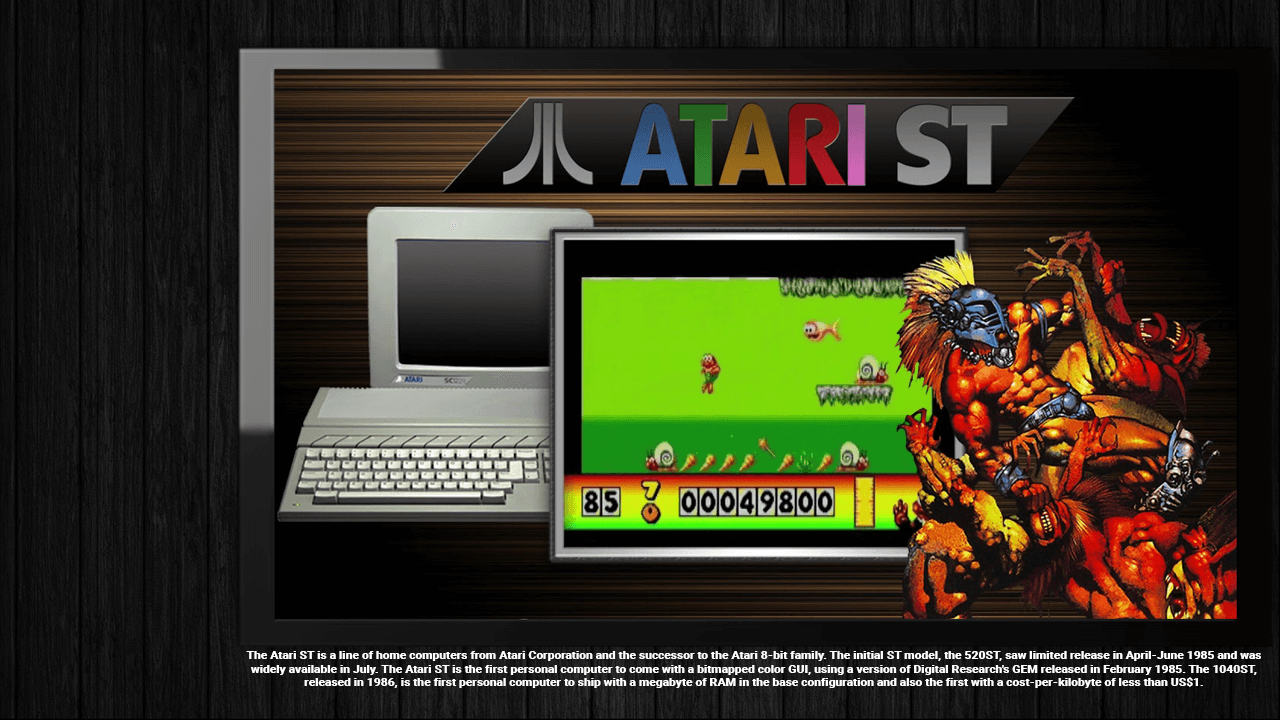 ATARI ST
ATARI
85 7 00049800
0
The Atari ST is a line of home computers from Atari Corporation and the successor to the Atari 8-bit family. The initial ST model, the 520ST, saw limited release in April-June 1985 and was
widely available in July. The Atari ST is the first personal computer to come with a bitmapped color GUI, using a version of Digital Research's GEM released in February 1985. The 1040ST,
released in 1986, is the first personal computer to ship with a megabyte of RAM in the base configuration and also the first with a cost-per-kilobyte of less than US$1.